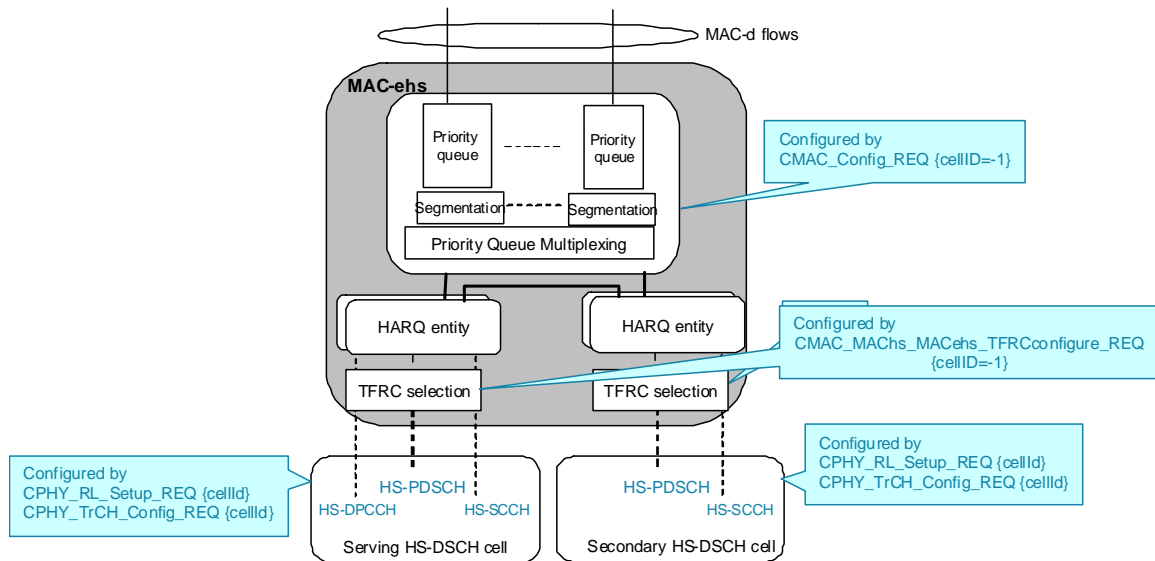 MAC-d flows
MAC-ehs
Priority
queue
Priority
queue
Configured by
CMAC_Config_REQ {cellID=-1}
Segmentation
Segmentation
Priority Queue Multiplexing
HARQ entity
HARQ entity
Configured by
CMAC_MAChs_MACehs_TFRCconfigure_REQ
{cellID=-1}
TFRC selection
TFRC selection
Configured by
CPHY_RL_Setup_REQ {cellId}
CPHY_TrCH_Config_REQ {cellId}
Configured by
CPHY_RL_Setup_REQ {cellId}
CPHY_TrCH_Config_REQ {cellId}
HS-PDSCH
HS-DPCCH
HS-SCCH
Serving HS-DSCH cell
HS-PDSCH
HS-SCCH
Secondary HS-DSCH cell